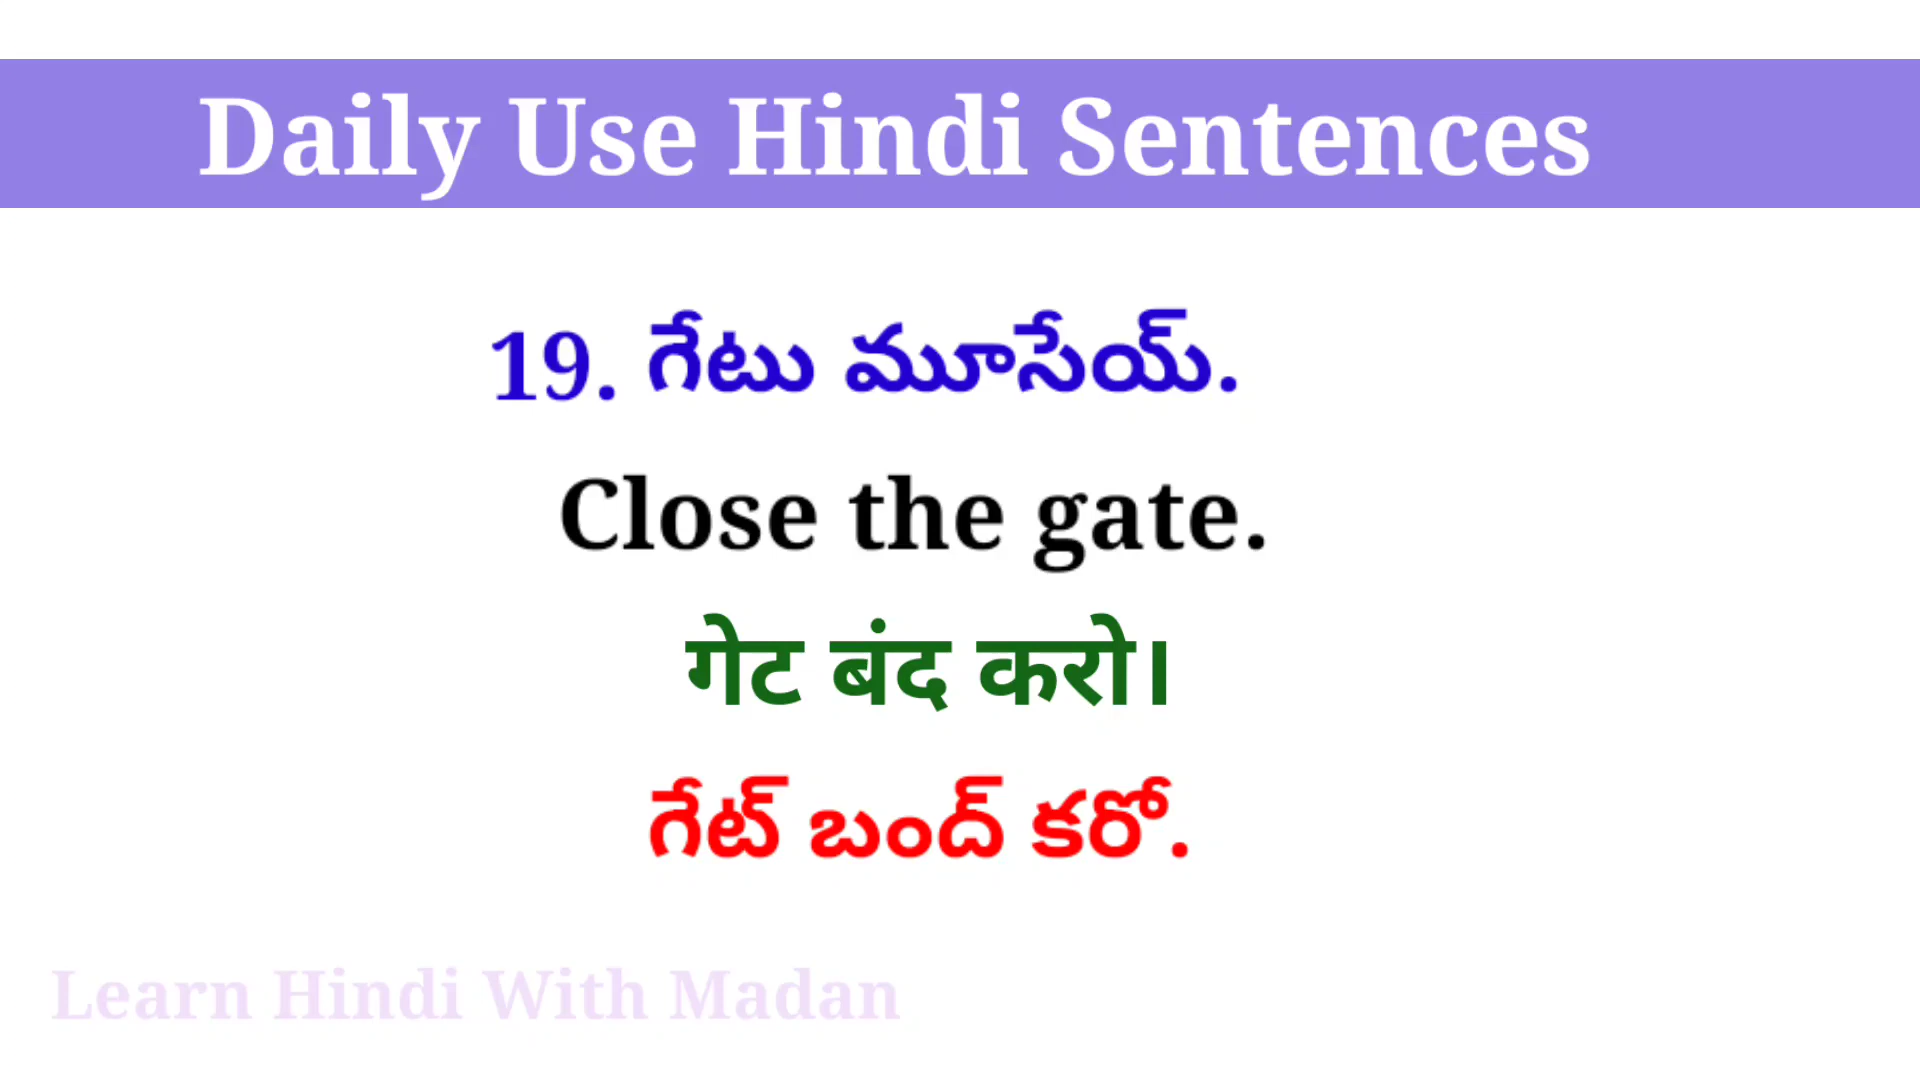 Daily Use Hindi Sentences
19. గేటు మూసేయ్.
Close the gate.
गेट बंद करो।
గేట్ బంద్ కరో.
Learn Hindi With Madan